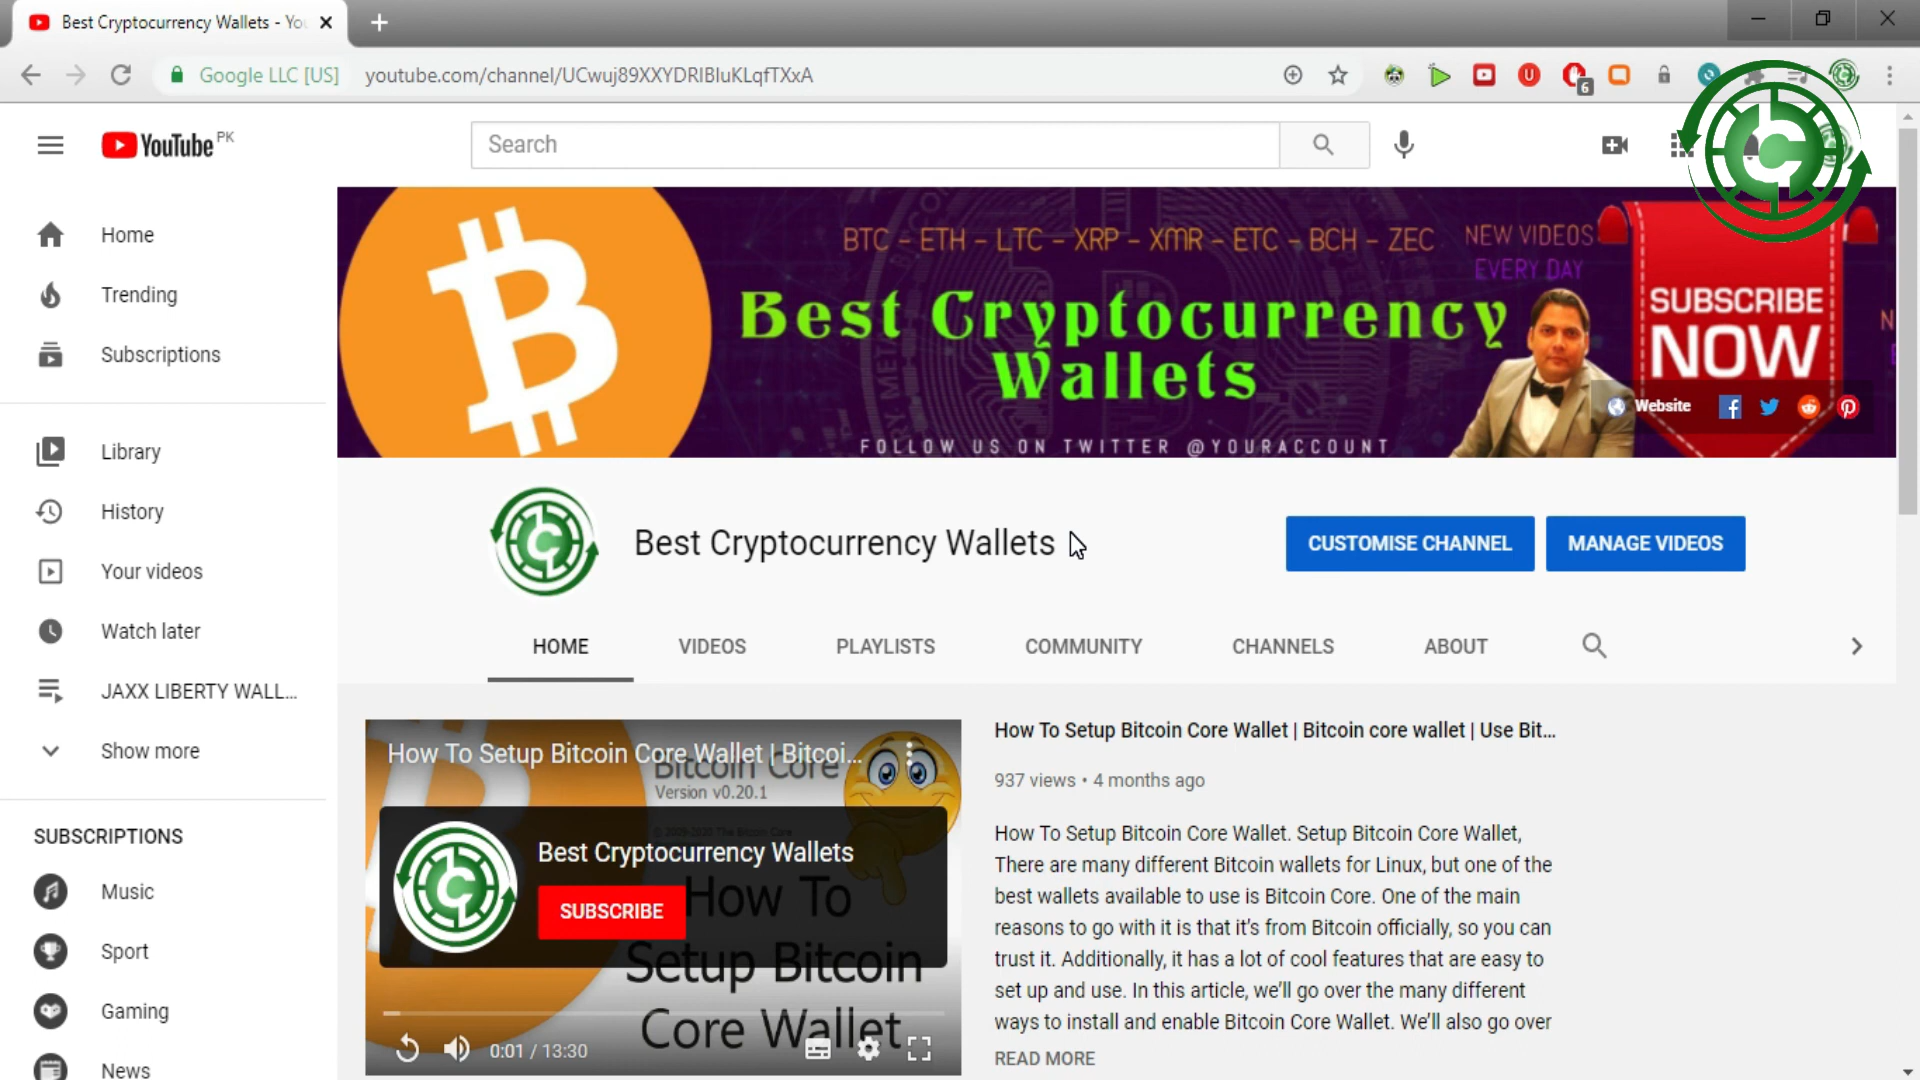 Best Cryptocurrency Wallets - You
Google LLC [US] youtube.com/channel/UCwuj89XXYDRIBIuKLqfTXxA
6
YouTube PK
Search
Home
Trending
Subscriptions
Library
History
Your videos
Watch later
JAXX LIBERTY WALL...
Show more
SUBSCRIPTIONS
Music
Sport
Gaming
News
BTC - ETH - LTC - XRP - XMR - ETC - BCH - ZEC
NEW VIDEOS
EVERY DAY
Best Cryptocurrency
Wallets
FOLLOW US ON TWITTER @YOURACCOUNT
SUBSCRIBE
NOW
Website
Best Cryptocurrency Wallets
CUSTOMISE CHANNEL
MANAGE VIDEOS
HOME VIDEOS PLAYLISTS COMMUNITY CHANNELS ABOUT
How To Setup Bitcoin Core Wallet | Bitcoi...
Bitcoin Core
Version v0.20.1
Best Cryptocurrency Wallets
SUBSCRIBE
How To
Setup Bitcoin
Core Wallet
0:01 / 13:30
How To Setup Bitcoin Core Wallet | Bitcoin core wallet | Use Bit...
937 views • 4 months ago
How To Setup Bitcoin Core Wallet. Setup Bitcoin Core Wallet,
There are many different Bitcoin wallets for Linux, but one of the
best wallets available to use is Bitcoin Core. One of the main
reasons to go with it is that it's from Bitcoin officially, so you can
trust it. Additionally, it has a lot of cool features that are easy to
set up and use. In this article, we'll go over the many different
ways to install and enable Bitcoin Core Wallet. We'll also go over
READ MORE